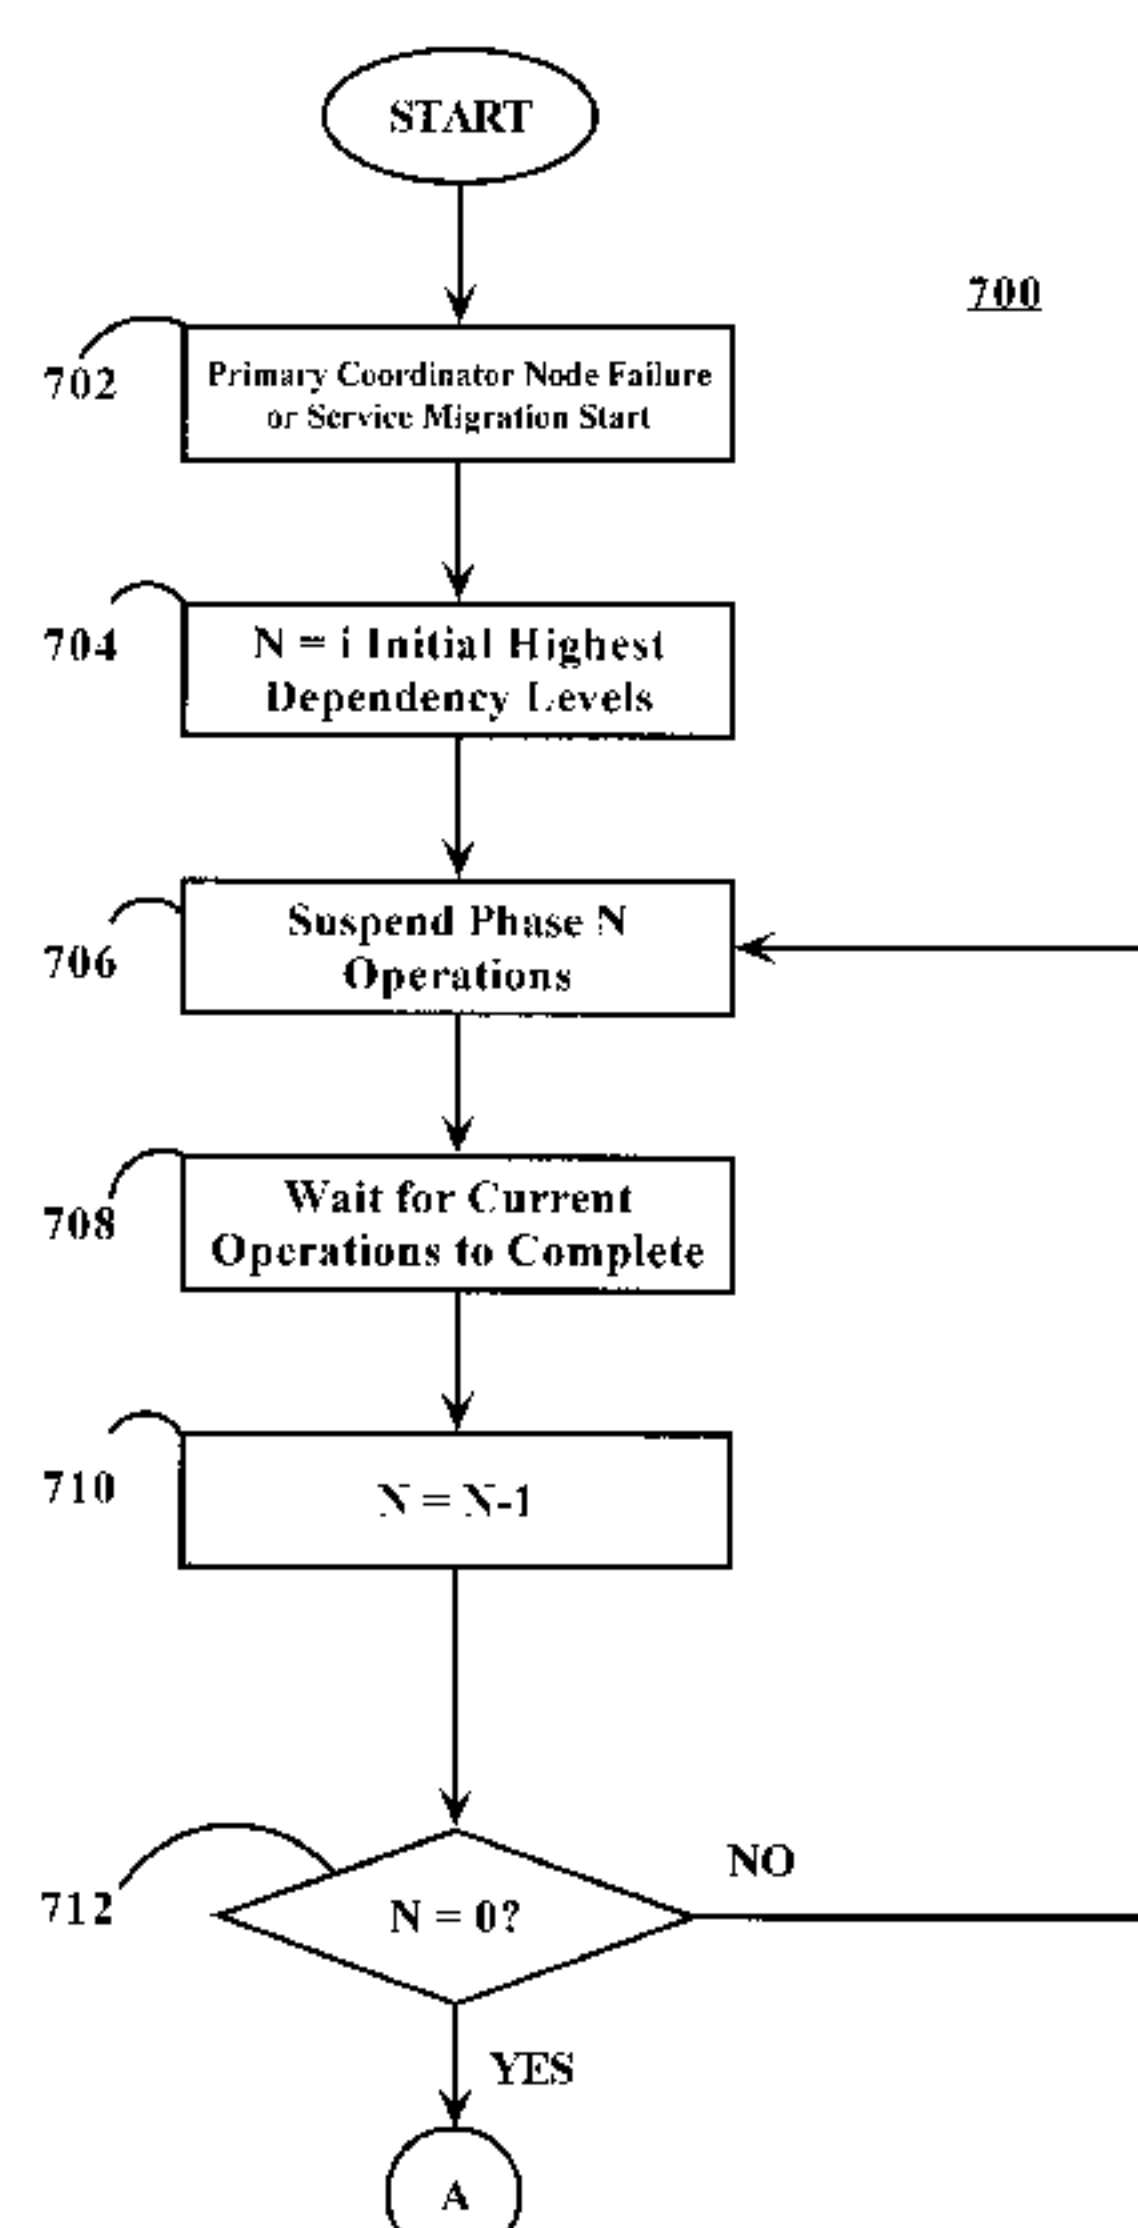 START
700
702
Primary Coordinator Node Failure
or Service Migration Start
704
N = i Initial Highest
Dependency Levels
706
Suspend Phase N
Operations
708
Wait for Current
Operations to Complete
710
N = N-1
712
N = 0?
NO
YES
A